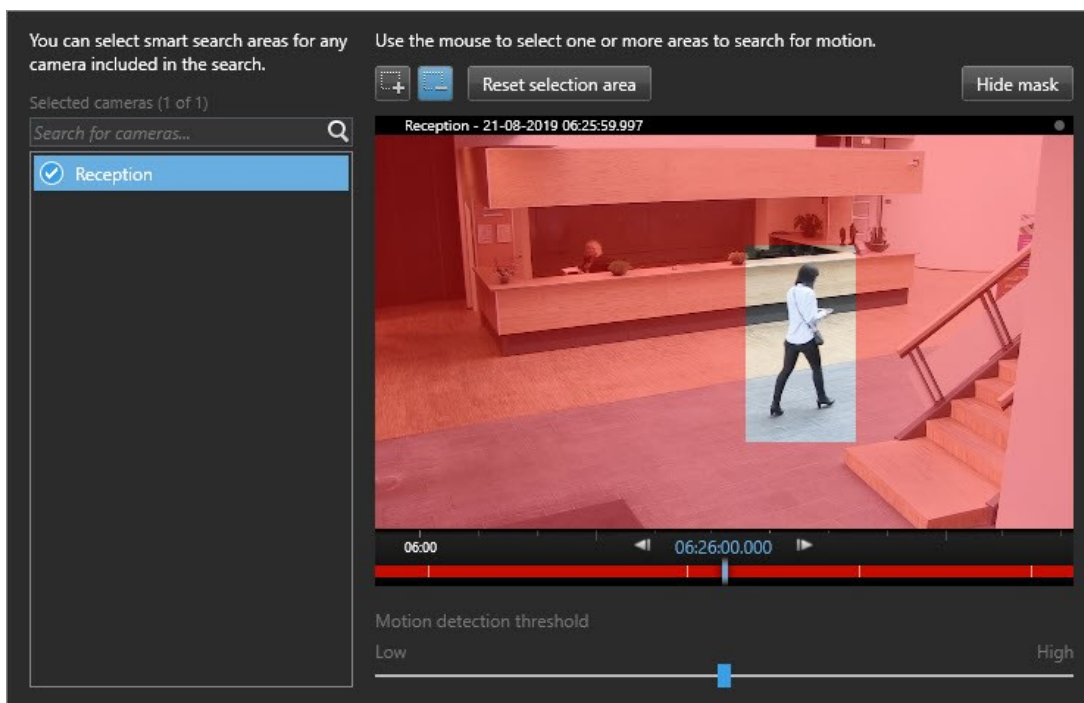 You can select smart search areas for any
camera included in the search.
Selected cameras (1 of 1)
Search for cameras...
Reception
Use the mouse to select one or more areas to search for motion.
Reset selection area
Hide mask
Reception - 21-08-2019 06:25:59.997
06:00
06:26:00.000
Motion detection threshold
Low
High